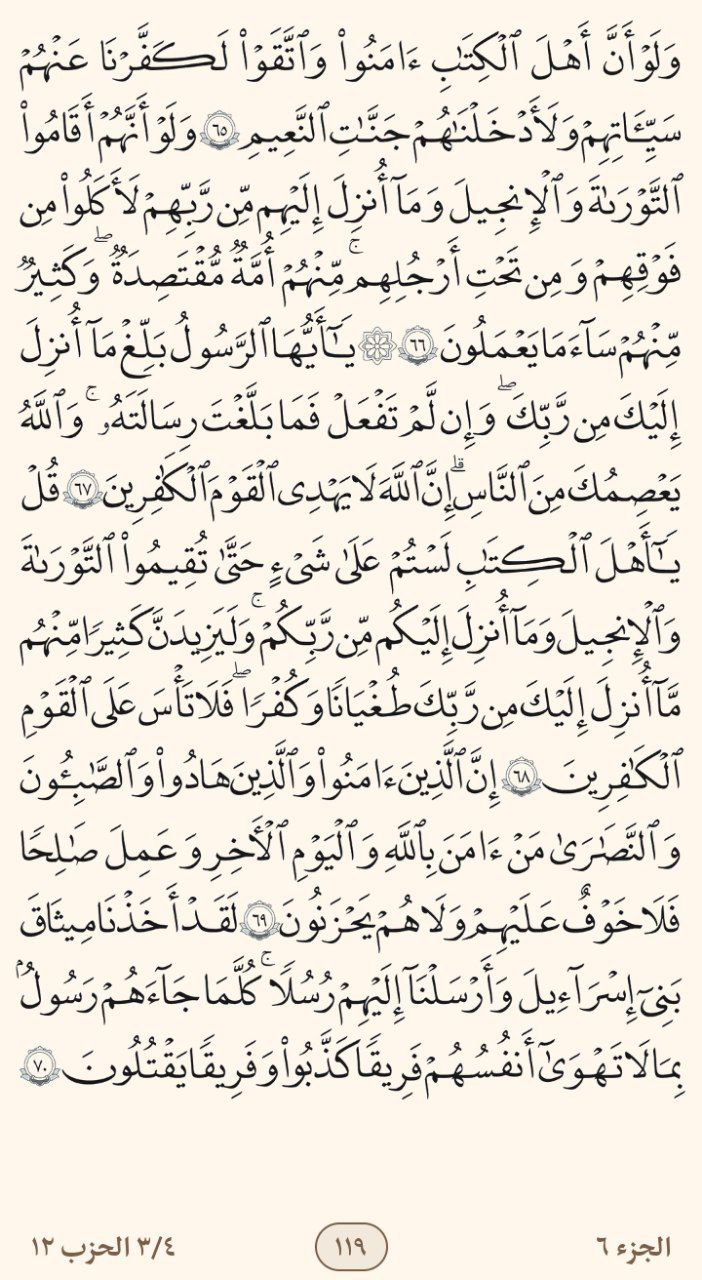 وَلَوْ أَنَّ أَهْلَ ٱلْكِتَٰبِ ءَامَنُوا۟ وَٱتَّقَوْا۟ لَكَفَّرْنَا عَنْهُمْ
سَيِّـَٔاتِهِمْ وَلَأَدْخَلْنَٰهُمْ جَنَّٰتِ ٱلنَّعِيمِ ٦٥ وَلَوْ أَنَّهُمْ أَقَامُوا۟
ٱلتَّوْرَىٰةَ وَٱلْإِنجِيلَ وَمَآ أُنزِلَ إِلَيْهِم مِّن رَّبِّهِمْ لَأَكَلُوا۟ مِن
فَوْقِهِمْ وَمِن تَحْتِ أَرْجُلِهِم ۚ مِّنْهُمْ أُمَّةٌ مُّقْتَصِدَةٌ ۖ وَكَثِيرٌ
مِّنْهُمْ سَآءَ مَا يَعْمَلُونَ ٦٦ ۞ يَٰٓأَيُّهَا ٱلرَّسُولُ بَلِّغْ مَآ أُنزِلَ
إِلَيْكَ مِن رَّبِّكَ ۖ وَإِن لَّمْ تَفْعَلْ فَمَا بَلَّغْتَ رِسَالَتَهُۥ ۚ وَٱللَّهُ
يَعْصِمُكَ مِنَ ٱلنَّاسِ ۗ إِنَّ ٱللَّهَ لَا يَهْدِى ٱلْقَوْمَ ٱلْكَٰفِرِينَ ٦٧ قُلْ
يَٰٓأَهْلَ ٱلْكِتَٰبِ لَسْتُمْ عَلَىٰ شَىْءٍ حَتَّىٰ تُقِيمُوا۟ ٱلتَّوْرَىٰةَ
وَٱلْإِنجِيلَ وَمَآ أُنزِلَ إِلَيْكُم مِّن رَّبِّكُمْ ۚ وَلَيَزِيدَنَّ كَثِيرًا مِّنْهُم
مَّآ أُنزِلَ إِلَيْكَ مِن رَّبِّكَ طُغْيَٰنًا وَكُفْرًا ۖ فَلَا تَأْسَ عَلَى ٱلْقَوْمِ
ٱلْكَٰفِرِينَ ٦٨ إِنَّ ٱلَّذِينَ ءَامَنُوا۟ وَٱلَّذِينَ هَادُوا۟ وَٱلصَّٰبِـُٔونَ
وَٱلنَّصَٰرَىٰ مَنْ ءَامَنَ بِٱللَّهِ وَٱلْيَوْمِ ٱلْـَٔاخِرِ وَعَمِلَ صَٰلِحًا
فَلَا خَوْفٌ عَلَيْهِمْ وَلَا هُمْ يَحْزَنُونَ ٦٩ لَقَدْ أَخَذْنَا مِيثَٰقَ
بَنِىٓ إِسْرَٰٓءِيلَ وَأَرْسَلْنَآ إِلَيْهِمْ رُسُلًا ۖ كُلَّمَا جَآءَهُمْ رَسُولٌۢ
بِمَا لَا تَهْوَىٰٓ أَنفُسُهُمْ فَرِيقًا كَذَّبُوا۟ وَفَرِيقًا يَقْتُلُونَ ٧٠
الجزء ٦
١١٩
٣/٤ الحزب ١٢